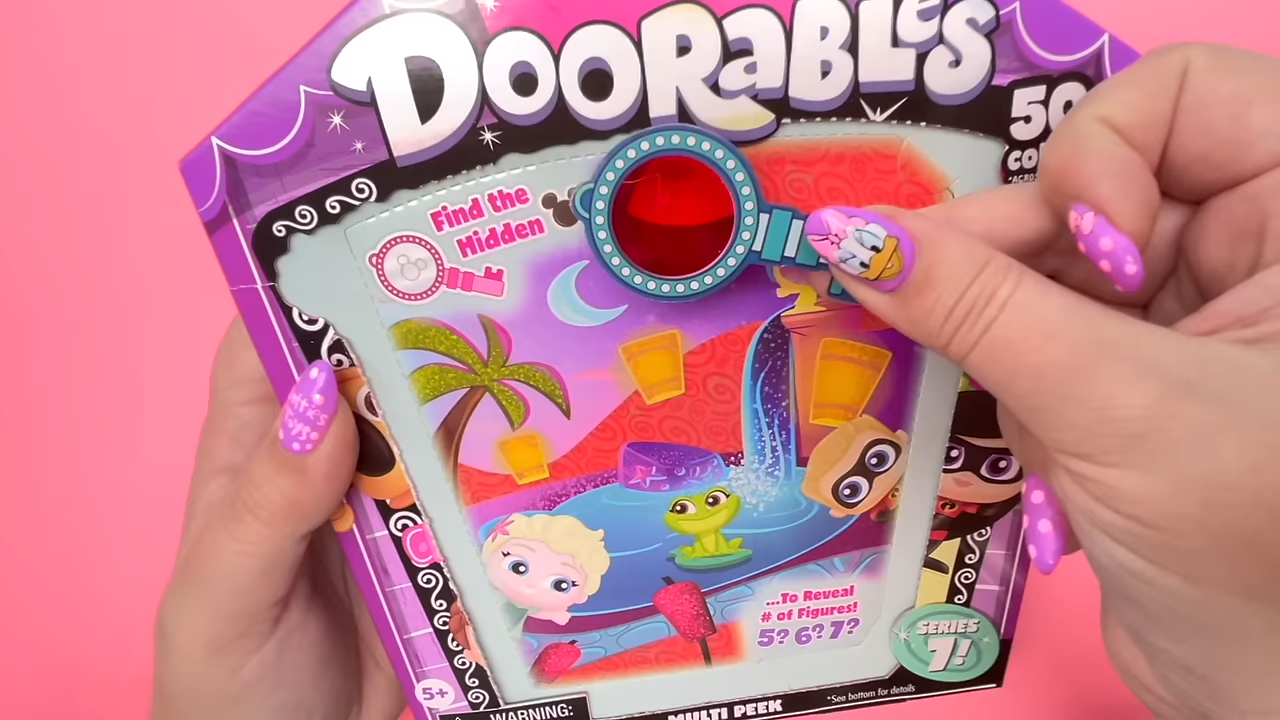 DOORABLES
50
Find the
Hidden
...To Reveal
# of Figures!
5? 6? 7?
SERIES
7!
5+
*See bottom for details
WARNING:
MULTI PEEK